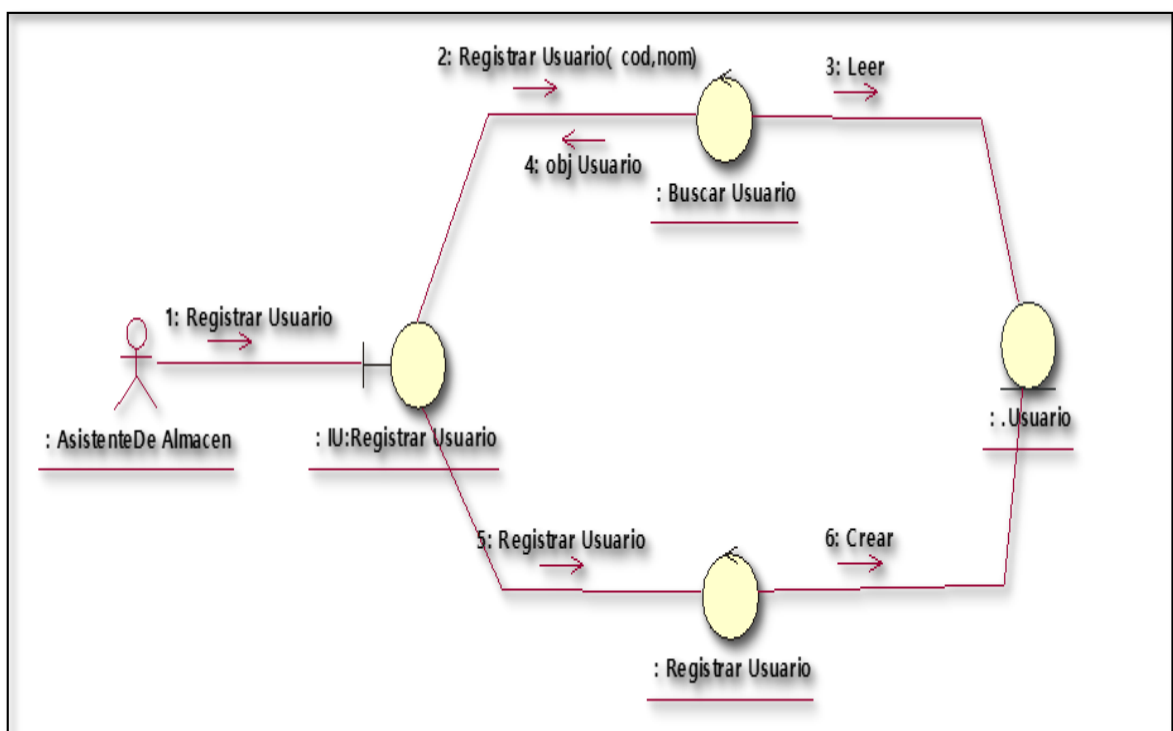 2: Registrar Usuario( cod,nom)
3: Leer
4: obj Usuario
: Buscar Usuario
1: Registrar Usuario
: AsistenteDe Almacen
: IU:Registrar Usuario
: .Usuario
5: Registrar Usuario
6: Crear
: Registrar Usuario